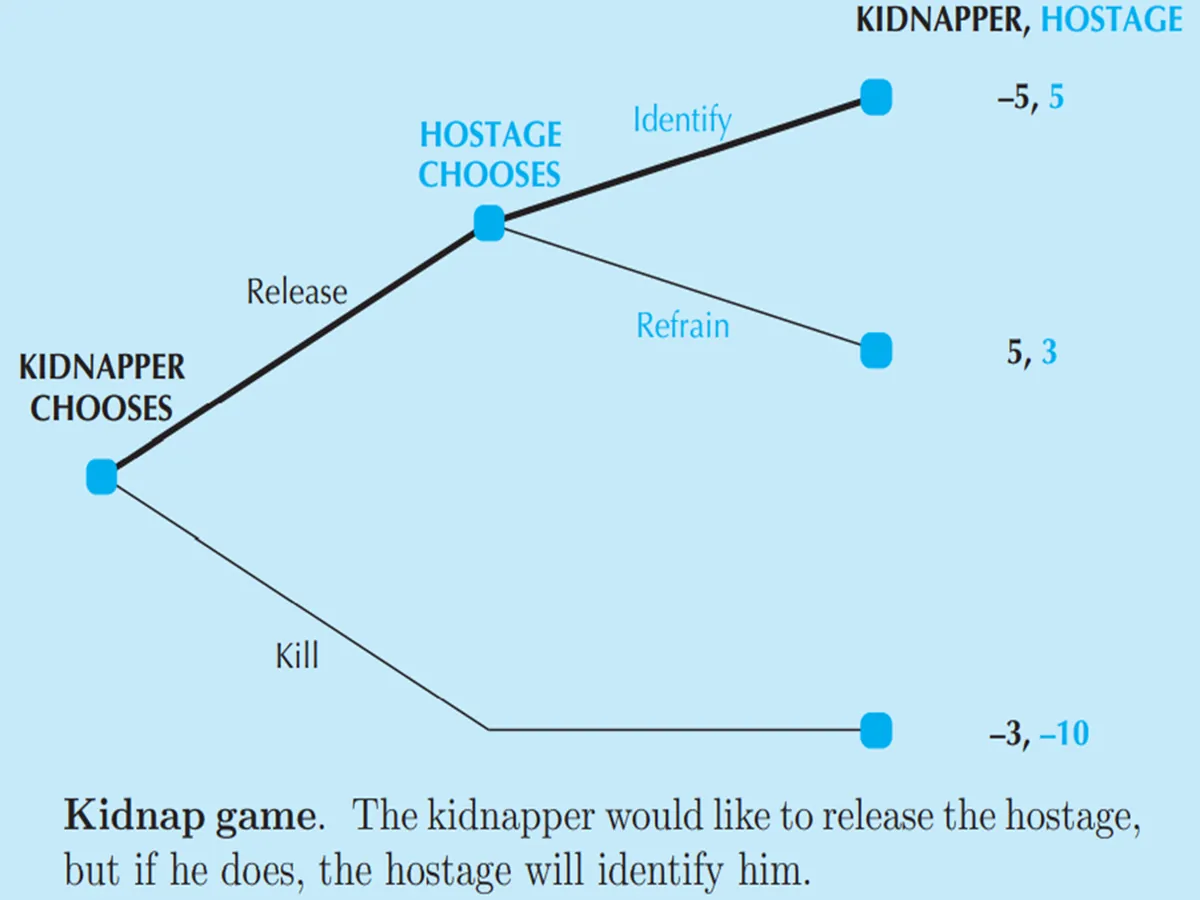 KIDNAPPER, HOSTAGE
–5, 5
Identify
HOSTAGE
CHOOSES
Release
Refrain
5, 3
KIDNAPPER
CHOOSES
Kill
–3, –10
Kidnap game. The kidnapper would like to release the hostage,
but if he does, the hostage will identify him.